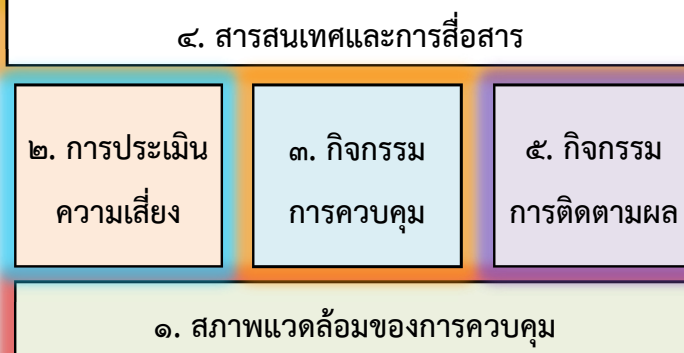 ๔. สารสนเทศและการสื่อสาร
๒. การประเมิน
ความเสี่ยง
๓. กิจกรรม
การควบคุม
๕. กิจกรรม
การติดตามผล
๑. สภาพแวดล้อมของการควบคุม